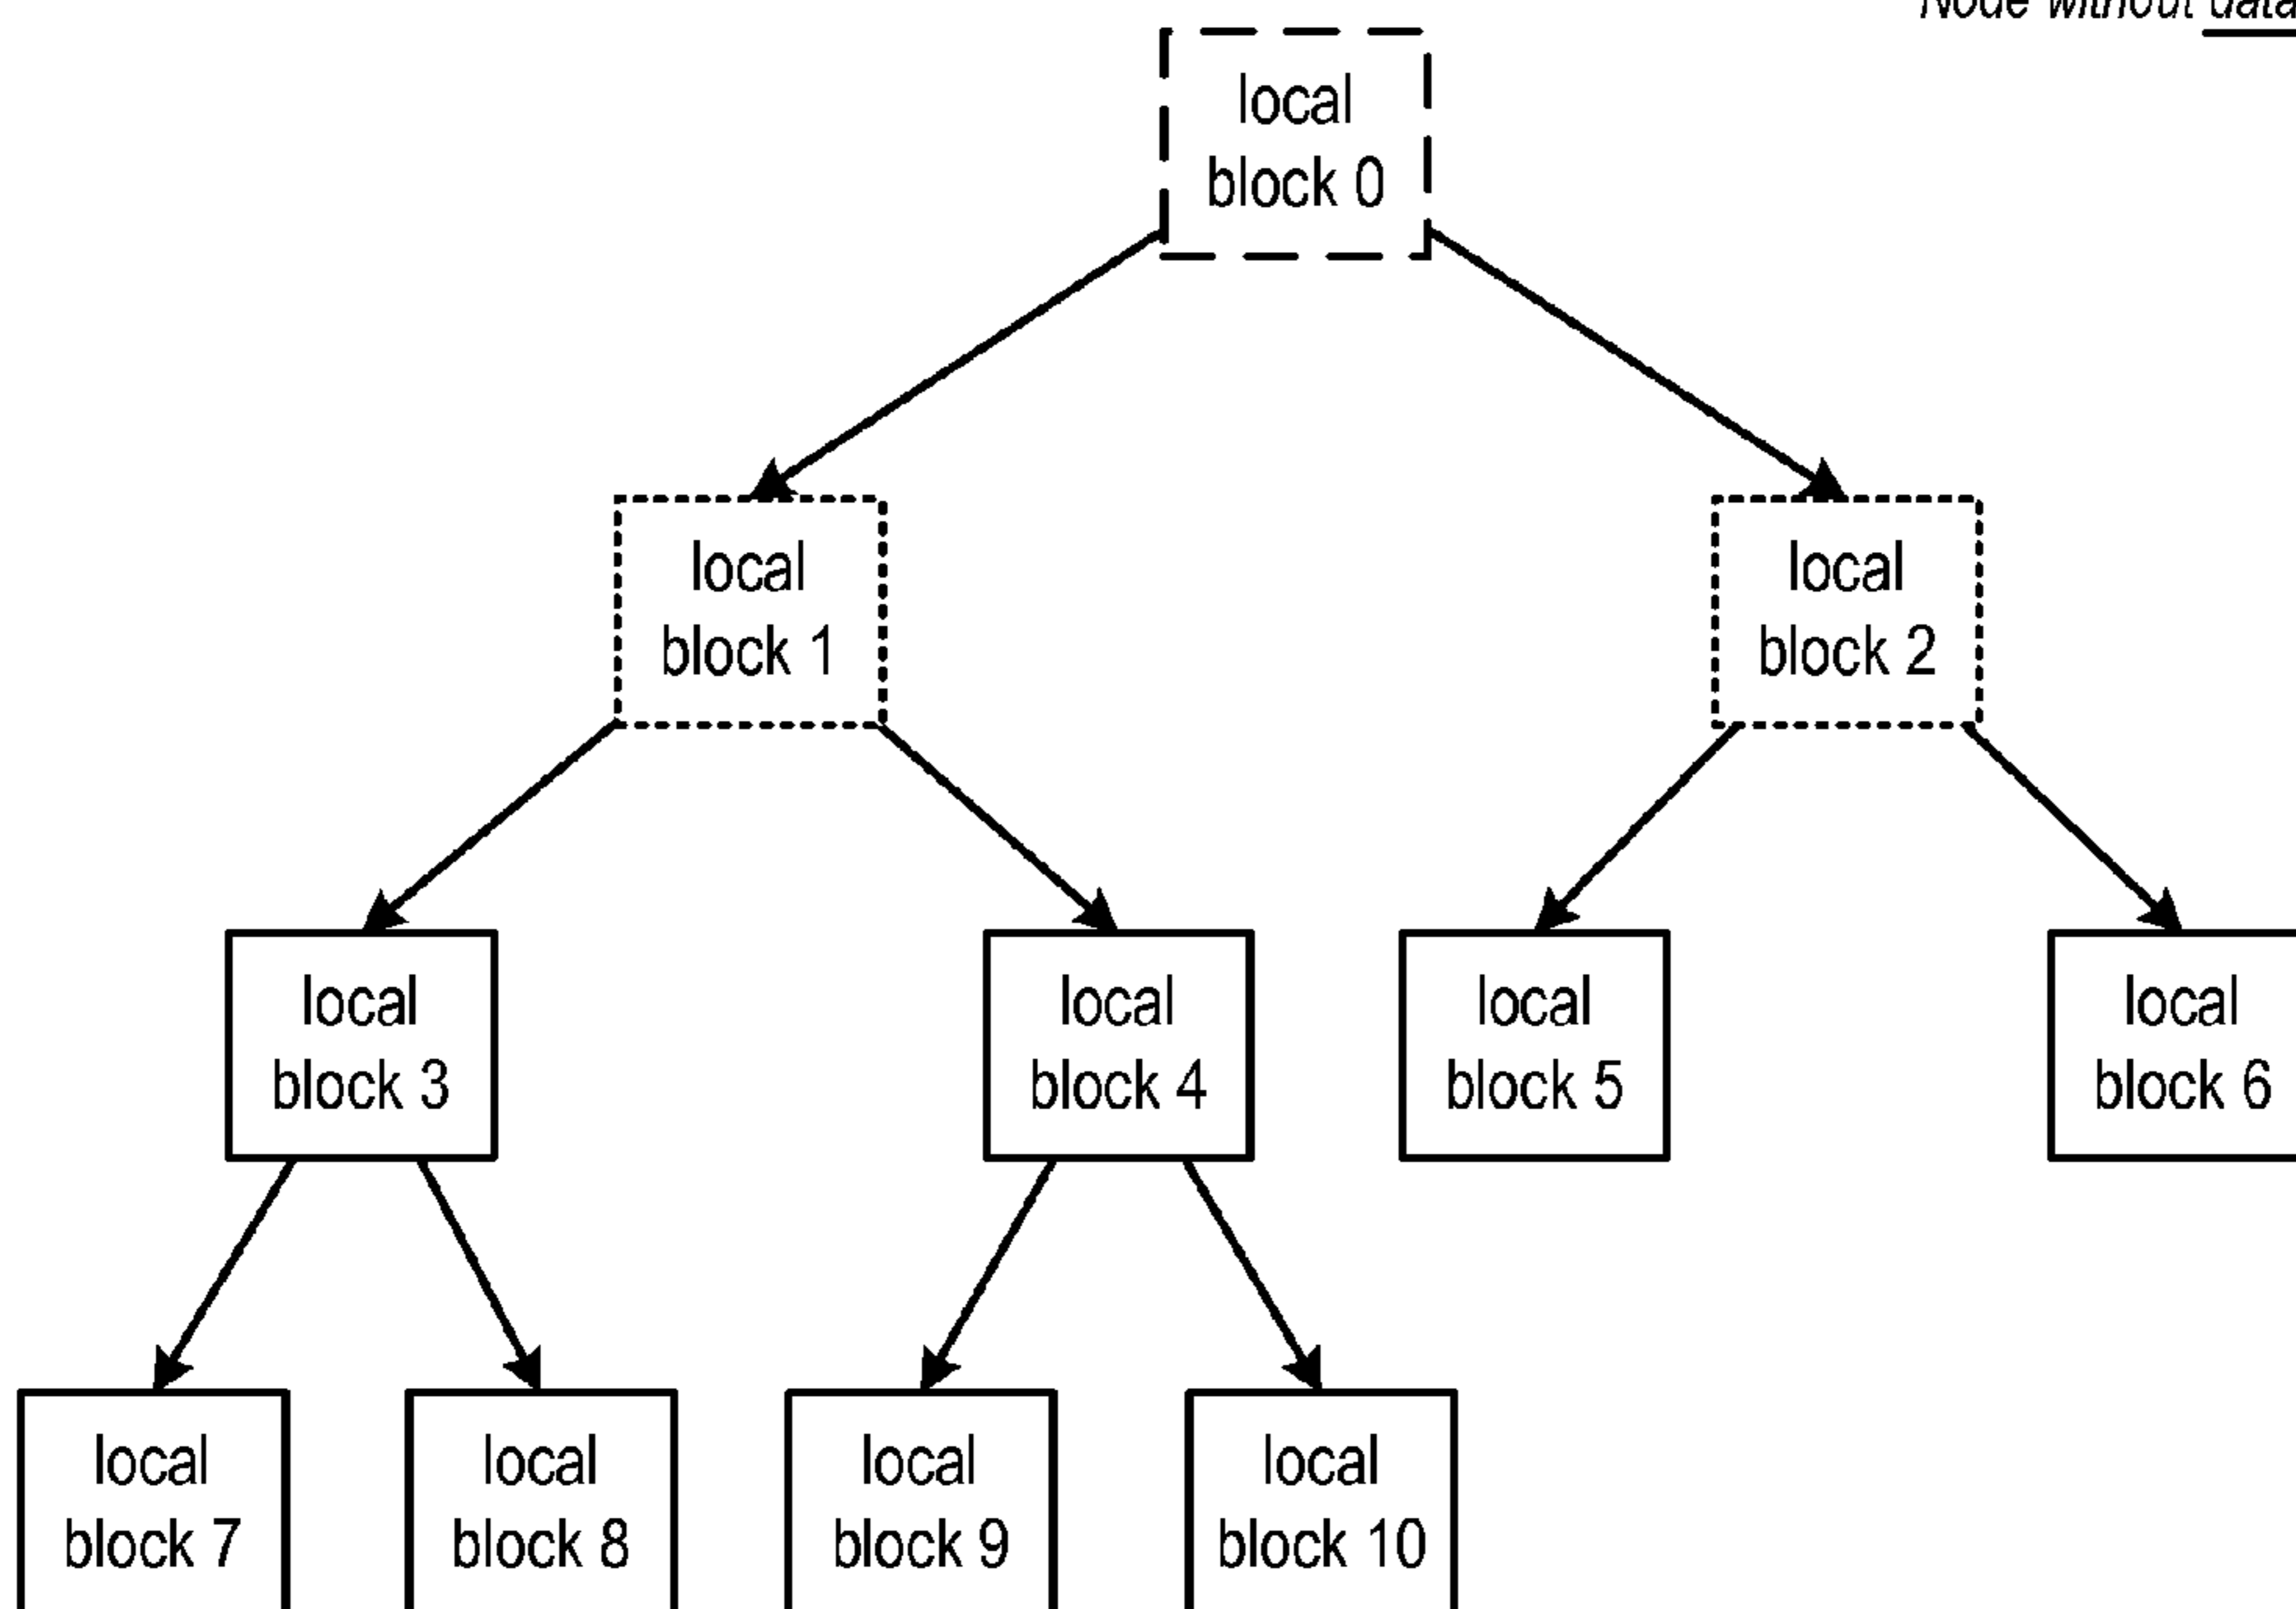 Node without data
local
block 0
local
block 1
local
block 2
local
block 3
local
block 4
local
block 5
local
block 6
local
block 7
local
block 8
local
block 9
local
block 10